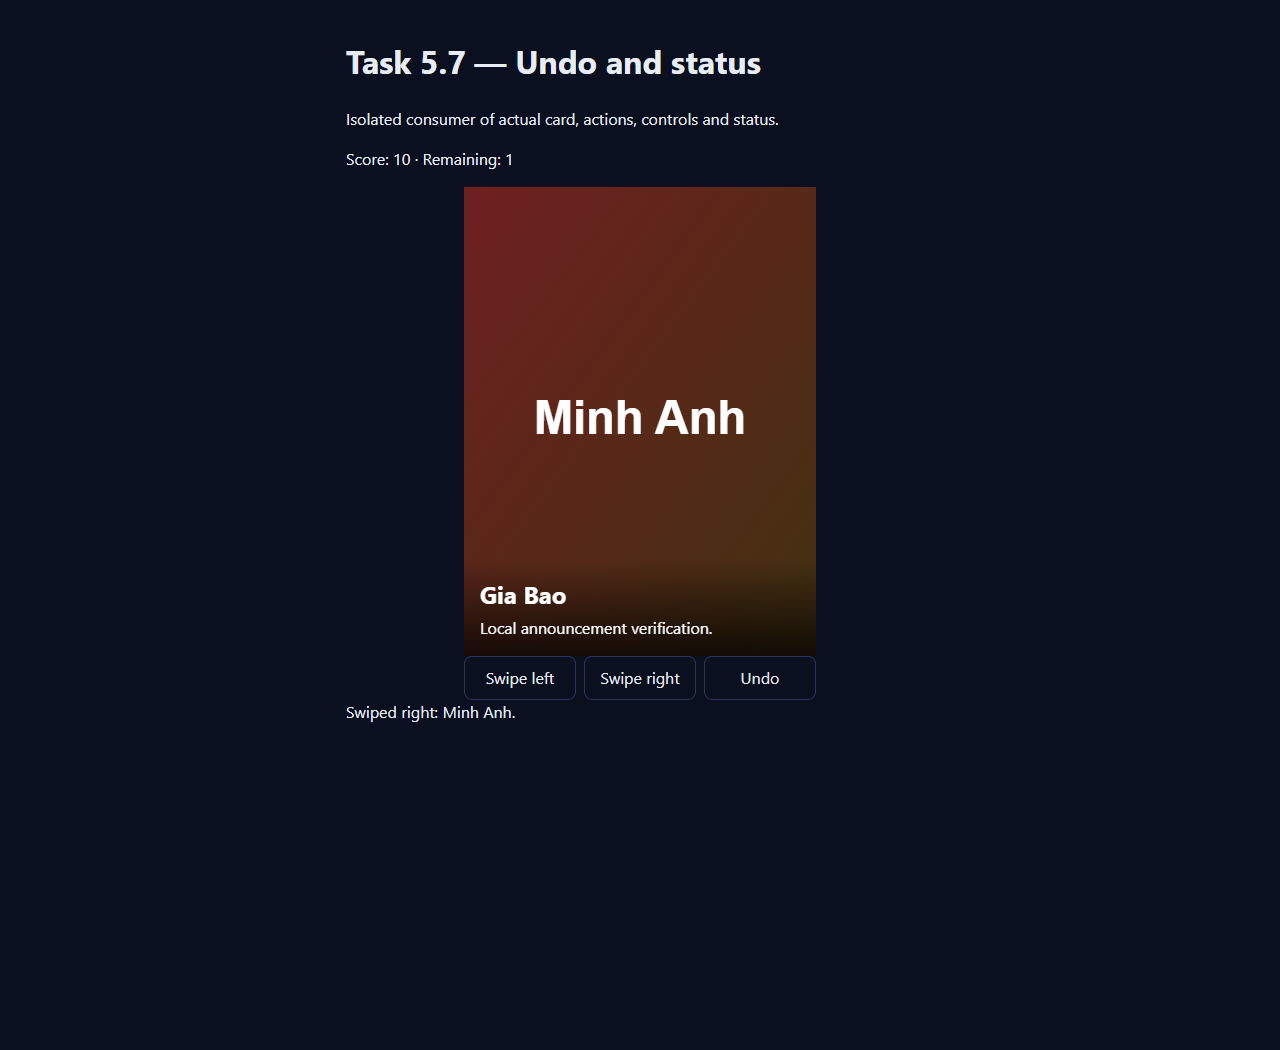 Task 5.7 — Undo and status
Isolated consumer of actual card, actions, controls and status.
Score: 10 · Remaining: 1
Minh Anh
Gia Bao
Local announcement verification.
Swipe left
Swipe right
Undo
Swiped right: Minh Anh.